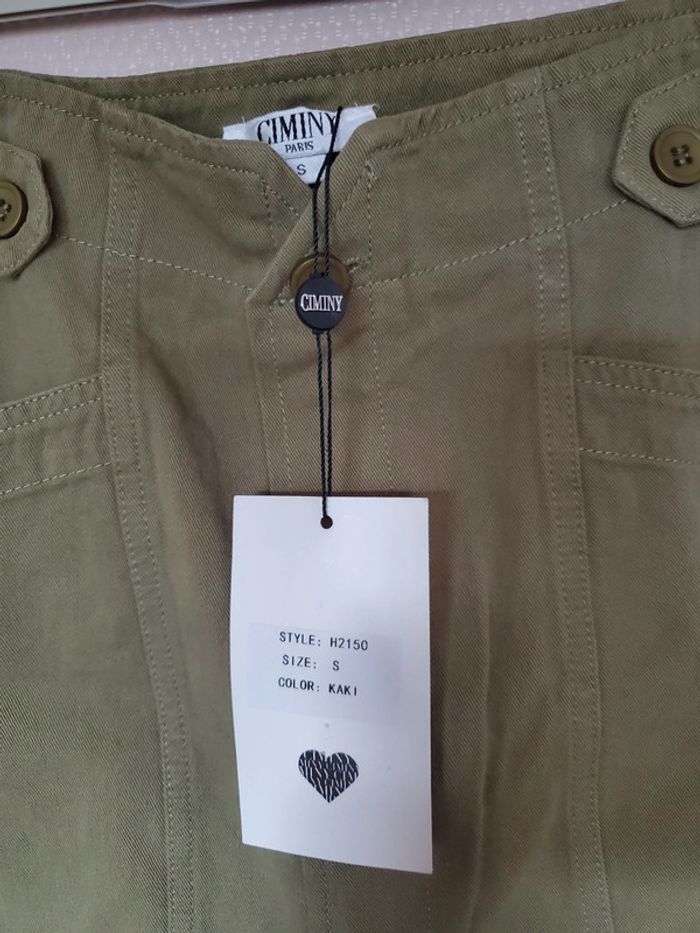 CIMINY
PARIS
S
CIMINY
STYLE: H2150
SIZE: S
COLOR: KAKI